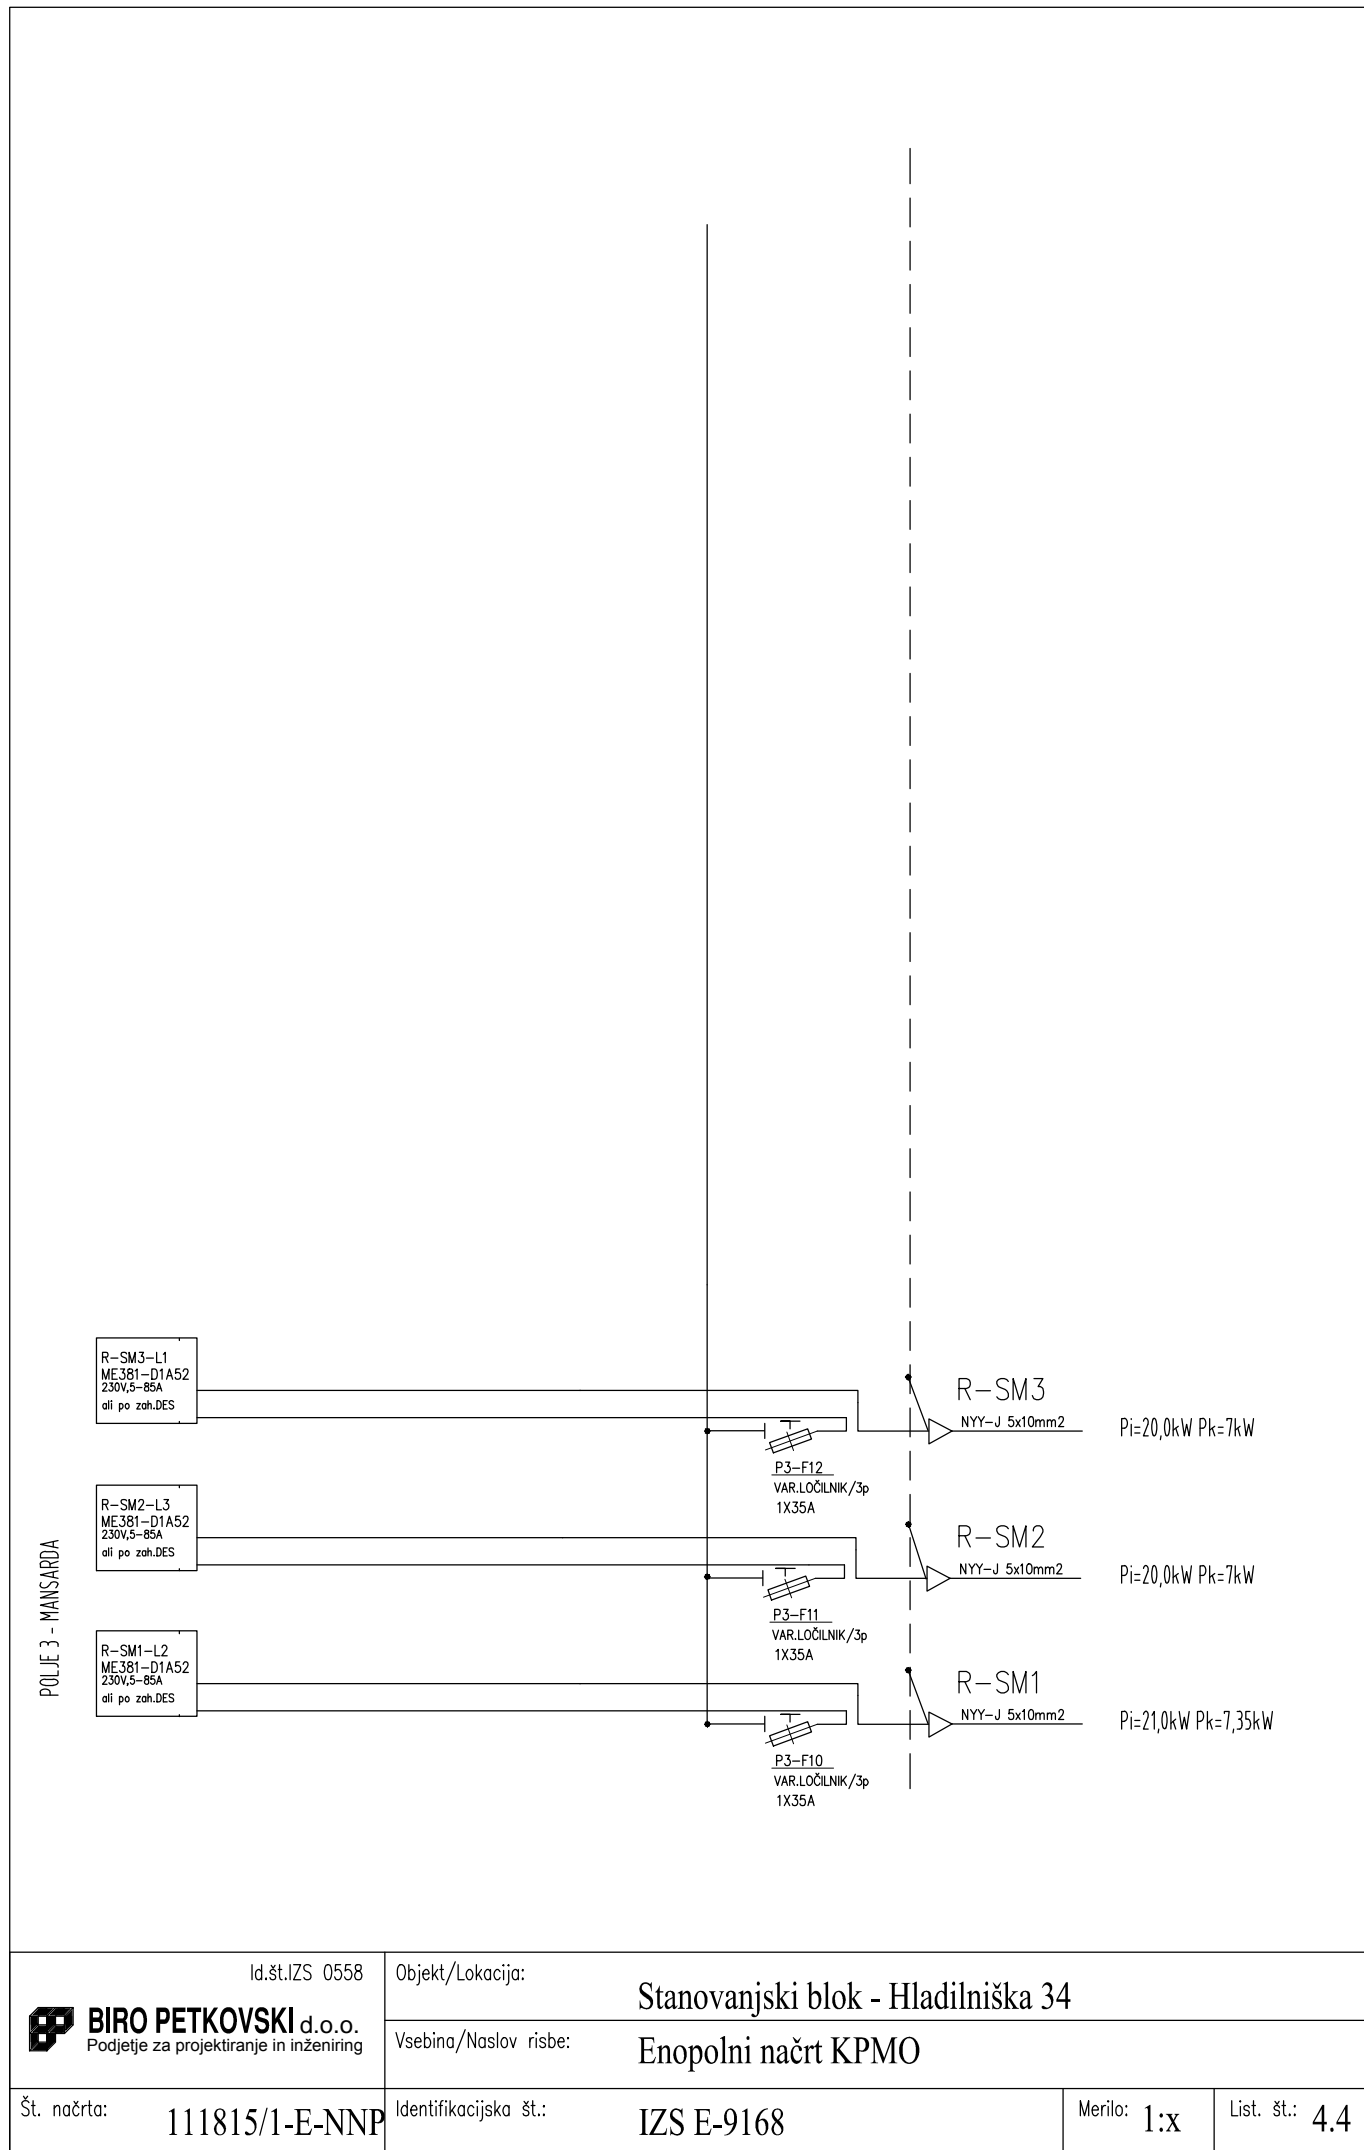 R-SM3-L1
ME381-D1A52
230V,5-85A
ali po zah.DES
R-SM3
NYY-J 5x10mm2
Pi=20,0kW Pk=7kW
P3-F12
VAR.LOČILNIK/3p
1X35A
R-SM2-L3
ME381-D1A52
230V,5-85A
ali po zah.DES
R-SM2
NYY-J 5x10mm2
Pi=20,0kW Pk=7kW
P3-F11
VAR.LOČILNIK/3p
1X35A
POLJE 3 - MANSARDA
R-SM1-L2
ME381-D1A52
230V,5-85A
ali po zah.DES
R-SM1
NYY-J 5x10mm2
Pi=21,0kW Pk=7,35kW
P3-F10
VAR.LOČILNIK/3p
1X35A
Id.št.IZS 0558
BIRO PETKOVSKI d.o.o.
Podjetje za projektiranje in inženiring
Objekt/Lokacija:
Stanovanjski blok - Hladilniška 34
Vsebina/Naslov risbe:
Enopolni načrt KPMO
Št. načrta:
111815/1-E-NNP
Identifikacijska št.:
IZS E-9168
Merilo: 1:x
List. št.: 4.4